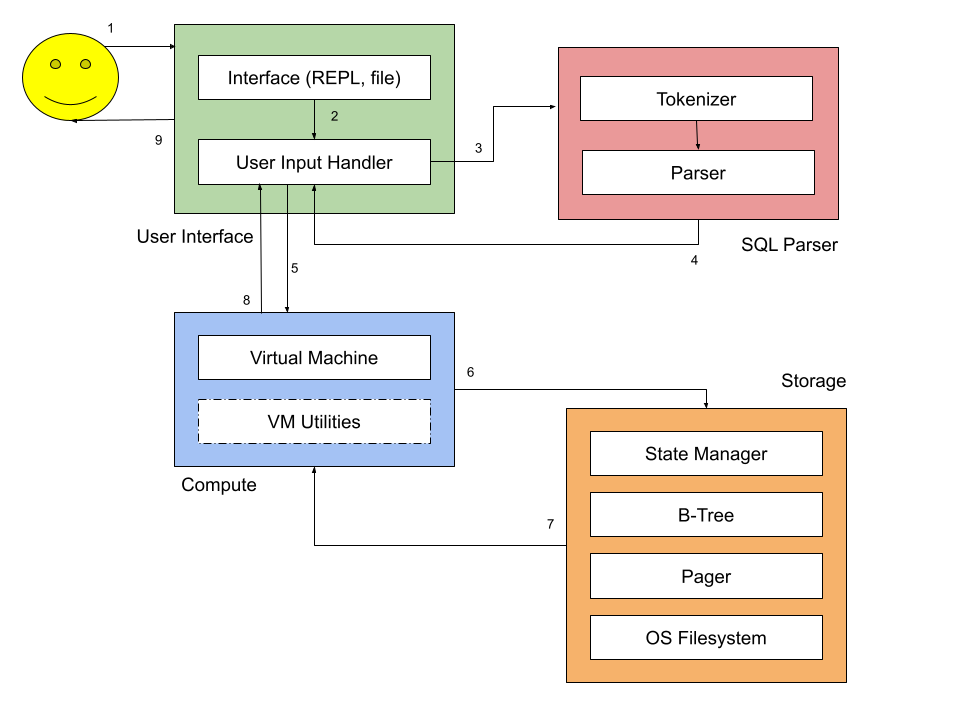 1
Interface (REPL, file)
2
User Input Handler
9
3
Tokenizer
Parser
User Interface
SQL Parser
4
5
8
Virtual Machine
VM Utilities
Compute
6
Storage
State Manager
B-Tree
7
Pager
OS Filesystem